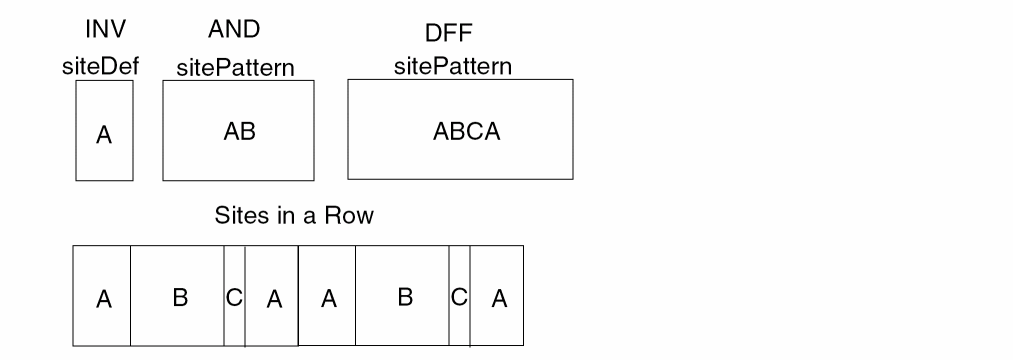 INV AND DFF
siteDef sitePattern sitePattern
A AB ABCA
Sites in a Row
A B C A A B C A